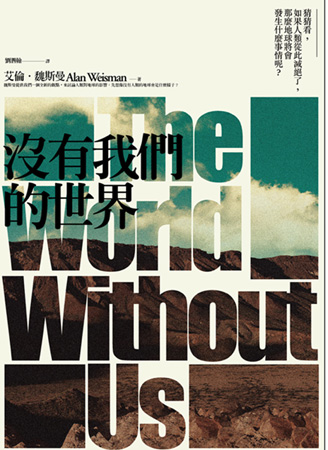 猜猜看，
如果人類從此滅絕了，
那麼地球將會
發生什麼事情呢？
劉泗翰 譯
艾倫・魏斯曼 Alan Weisman 著
沒有我們
的世界
The
World
Without
Us